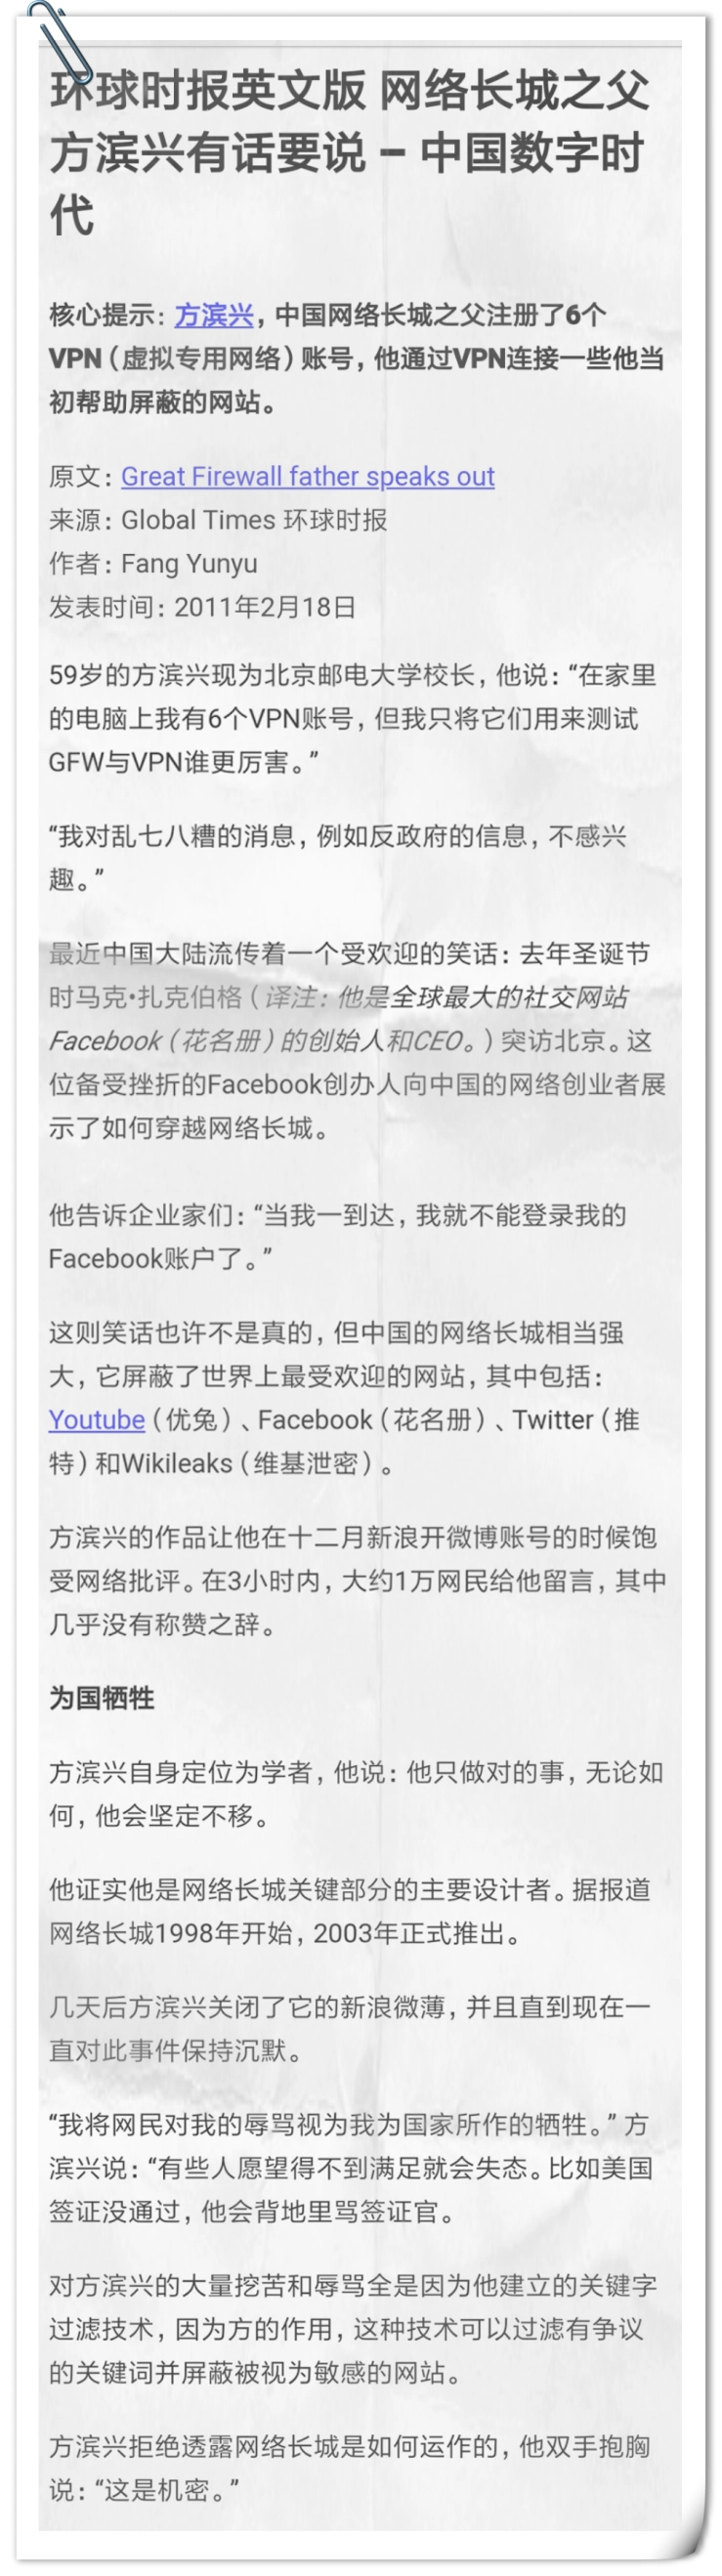 环球时报英文版 网络长城之父
方滨兴有话要说 – 中国数字时
代
核心提示：方滨兴，中国网络长城之父注册了6个
VPN（虚拟专用网络）账号，他通过VPN连接一些他当
初帮助屏蔽的网站。
原文：Great Firewall father speaks out
来源：Global Times 环球时报
作者：Fang Yunyu
发表时间：2011年2月18日
59岁的方滨兴现为北京邮电大学校长，他说：“在家里
的电脑上我有6个VPN账号，但我只将它们用来测试
GFW与VPN谁更厉害。”
“我对乱七八糟的消息，例如反政府的信息，不感兴
趣。”
最近中国大陆流传着一个受欢迎的笑话：去年圣诞节
时马克•扎克伯格（译注：他是全球最大的社交网站
Facebook（花名册）的创始人和CEO。）突访北京。这
位备受挫折的Facebook创办人向中国的网络创业者展
示了如何穿越网络长城。
他告诉企业家们：“当我一到达，我就不能登录我的
Facebook账户了。”
这则笑话也许不是真的，但中国的网络长城相当强
大，它屏蔽了世界上最受欢迎的网站，其中包括：
Youtube（优兔）、Facebook（花名册）、Twitter（推
特）和Wikileaks（维基泄密）。
方滨兴的作品让他在十二月新浪开微博账号的时候饱
受网络批评。在3小时内，大约1万网民给他留言，其中
几乎没有称赞之辞。
为国牺牲
方滨兴自身定位为学者，他说：他只做对的事，无论如
何，他会坚定不移。
他证实他是网络长城关键部分的主要设计者。据报道
网络长城1998年开始，2003年正式推出。
几天后方滨兴关闭了它的新浪微薄，并且直到现在一
直对此事件保持沉默。
“我将网民对我的辱骂视为我为国家所作的牺牲。” 方
滨兴说：“有些人愿望得不到满足就会失态。比如美国
签证没通过，他会背地里骂签证官。
对方滨兴的大量挖苦和辱骂全是因为他建立的关键字
过滤技术，因为方的作用，这种技术可以过滤有争议
的关键词并屏蔽被视为敏感的网站。
方滨兴拒绝透露网络长城是如何运作的，他双手抱胸
说：“这是机密。”